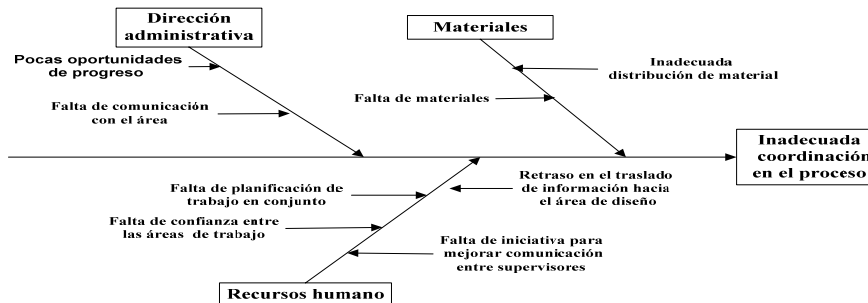 Dirección
administrativa
Materiales
Pocas oportunidades
de progreso
Inadecuada
distribución de material
Falta de materiales
Falta de comunicación
con el área
Inadecuada
coordinación
en el proceso
Falta de planificación de
trabajo en conjunto
Retraso en el traslado
de información hacia
el área de diseño
Falta de confianza entre
las áreas de trabajo
Falta de iniciativa para
mejorar comunicación
entre supervisores
Recursos humano